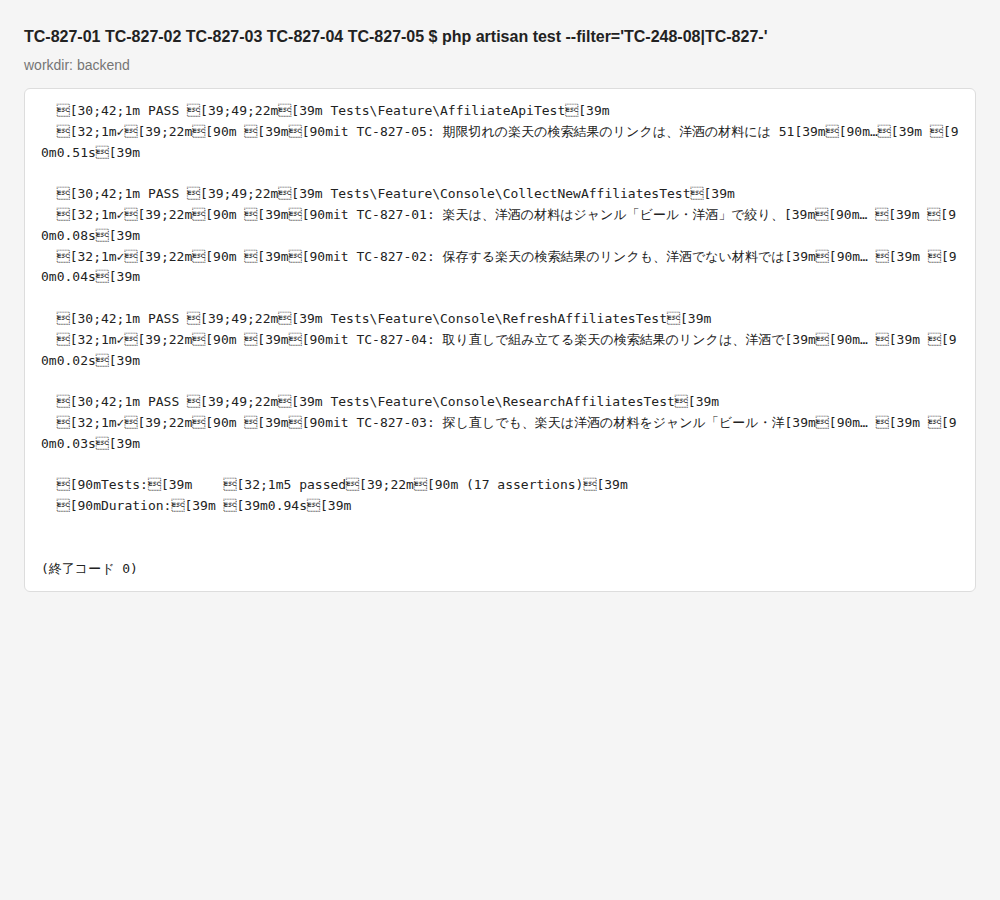 TC-827-01 TC-827-02 TC-827-03 TC-827-04 TC-827-05 $ php artisan test --filter='TC-248-08|TC-827-'
workdir: backend
␛[30;42;1m PASS ␛[39;49;22m␛[39m Tests\Feature\AffiliateApiTest␛[39m
␛[32;1m✓␛[39;22m␛[90m ␛[39m␛[90mit TC-827-05: 期限切れの楽天の検索結果のリンクは、洋酒の材料には 51[39m␛[90m…␛[39m ␛[9
0m0.51s␛[39m
␛[30;42;1m PASS ␛[39;49;22m␛[39m Tests\Feature\Console\CollectNewAffiliatesTest␛[39m
␛[32;1m✓␛[39;22m␛[90m ␛[39m␛[90mit TC-827-01: 楽天は、洋酒の材料はジャンル「ビール・洋酒」で絞り、[39m␛[90m… ␛[39m ␛[9
0m0.08s␛[39m
␛[32;1m✓␛[39;22m␛[90m ␛[39m␛[90mit TC-827-02: 保存する楽天の検索結果のリンクも、洋酒でない材料では[39m␛[90m… ␛[39m ␛[9
0m0.04s␛[39m
␛[30;42;1m PASS ␛[39;49;22m␛[39m Tests\Feature\Console\RefreshAffiliatesTest␛[39m
␛[32;1m✓␛[39;22m␛[90m ␛[39m␛[90mit TC-827-04: 取り直しで組み立てる楽天の検索結果のリンクは、洋酒で[39m␛[90m… ␛[39m ␛[9
0m0.02s␛[39m
␛[30;42;1m PASS ␛[39;49;22m␛[39m Tests\Feature\Console\ResearchAffiliatesTest␛[39m
␛[32;1m✓␛[39;22m␛[90m ␛[39m␛[90mit TC-827-03: 探し直しでも、楽天は洋酒の材料をジャンル「ビール・洋[39m␛[90m… ␛[39m ␛[9
0m0.03s␛[39m
␛[90mTests:␛[39m    ␛[32;1m5 passed␛[39;22m␛[90m (17 assertions)␛[39m
␛[90mDuration:␛[39m ␛[39m0.94s␛[39m
(終了コード 0)